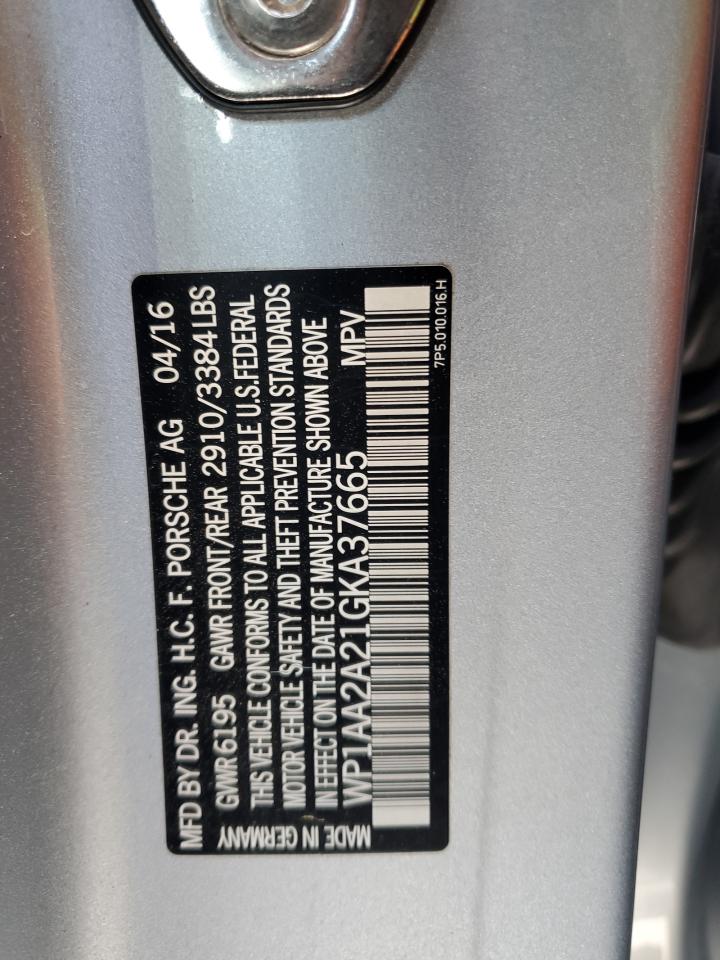 MFD BY DR. ING. H.C. F. PORSCHE AG 04/16
GVWR 6195 GAWR FRONT/REAR 2910/3384 LBS
THIS VEHICLE CONFORMS TO ALL APPLICABLE U.S. FEDERAL
MOTOR VEHICLE SAFETY AND THEFT PREVENTION STANDARDS
IN EFFECT ON THE DATE OF MANUFACTURE SHOWN ABOVE
WP1AA2A21GKA37665 MPV
MADE IN GERMANY
7P5.010.016.H